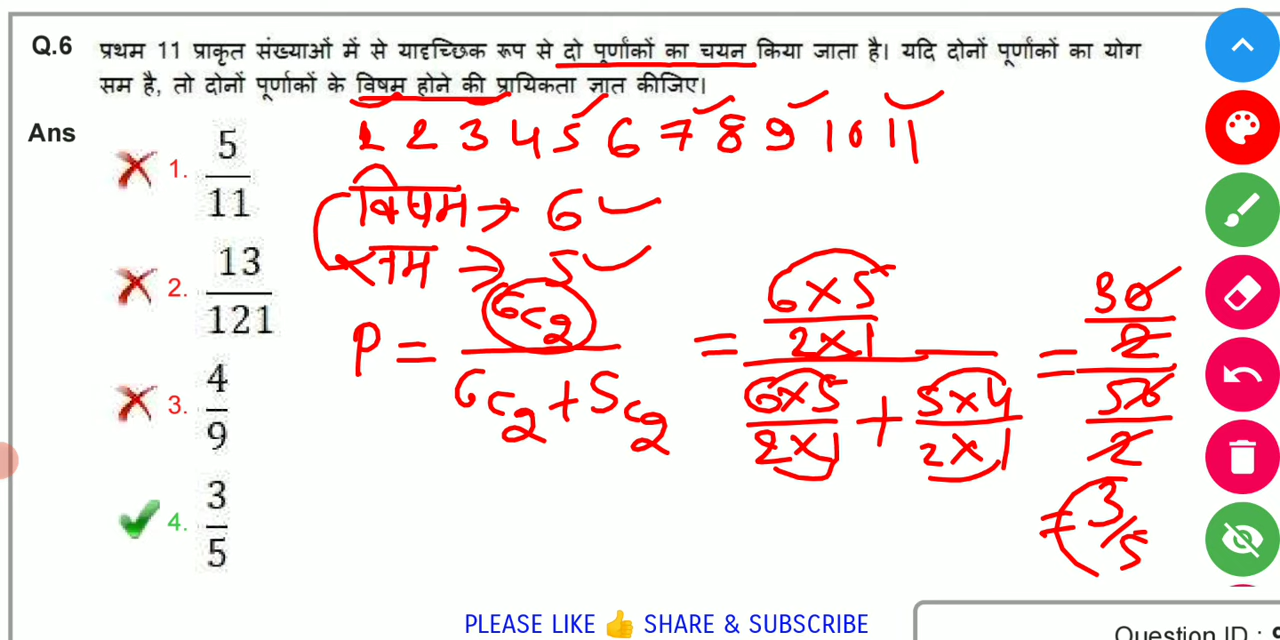 Q.6 प्रथम 11 प्राकृत संख्याओं में से यादृच्छिक रूप से दो पूर्णांकों का चयन किया जाता है। यदि दोनों पूर्णांकों का योग
सम है, तो दोनों पूर्णांकों के विषम होने की प्रायिकता ज्ञात कीजिए।
1 2 3 4 5 6 7 8 9 10 11
Ans
1. 5/11
विषम → 6
सम → 5
2. 13/121
P = 6c2 / (6c2 + 5c2) = (6×5 / 2×1) / (6×5 / 2×1 + 5×4 / 2×1) = (30/2) / (50/2)
3. 4/9
= 3/5
4. 3/5
PLEASE LIKE 👍 SHARE & SUBSCRIBE
Question ID :